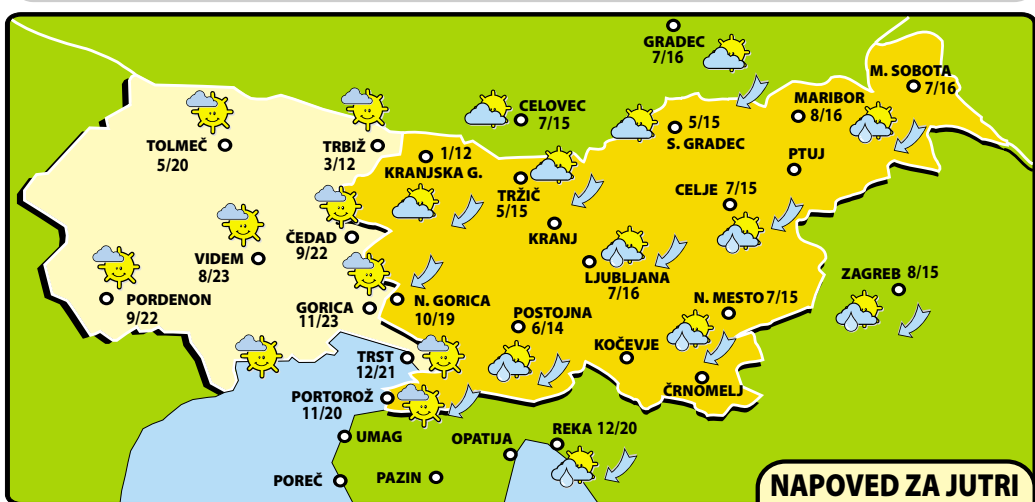 GRADEC
7/16
M. SOBOTA
7/16
MARIBOR
8/16
CELOVEC
7/15
5/15
S. GRADEC
TOLMEČ
5/20
TRBIŽ
3/12
1/12
KRANJSKA G.
PTUJ
TRŽIČ
5/15
CELJE 7/15
KRANJ
ČEDAD
9/22
VIDEM
8/23
LJUBLJANA
7/16
ZAGREB 8/15
PORDENON
9/22
GORICA
11/23
N. GORICA
10/19
N. MESTO 7/15
POSTOJNA
6/14
KOČEVJE
TRST
12/21
ČRNOMELJ
PORTOROŽ
11/20
UMAG
OPATIJA
REKA 12/20
POREČ
PAZIN
NAPOVED ZA JUTRI